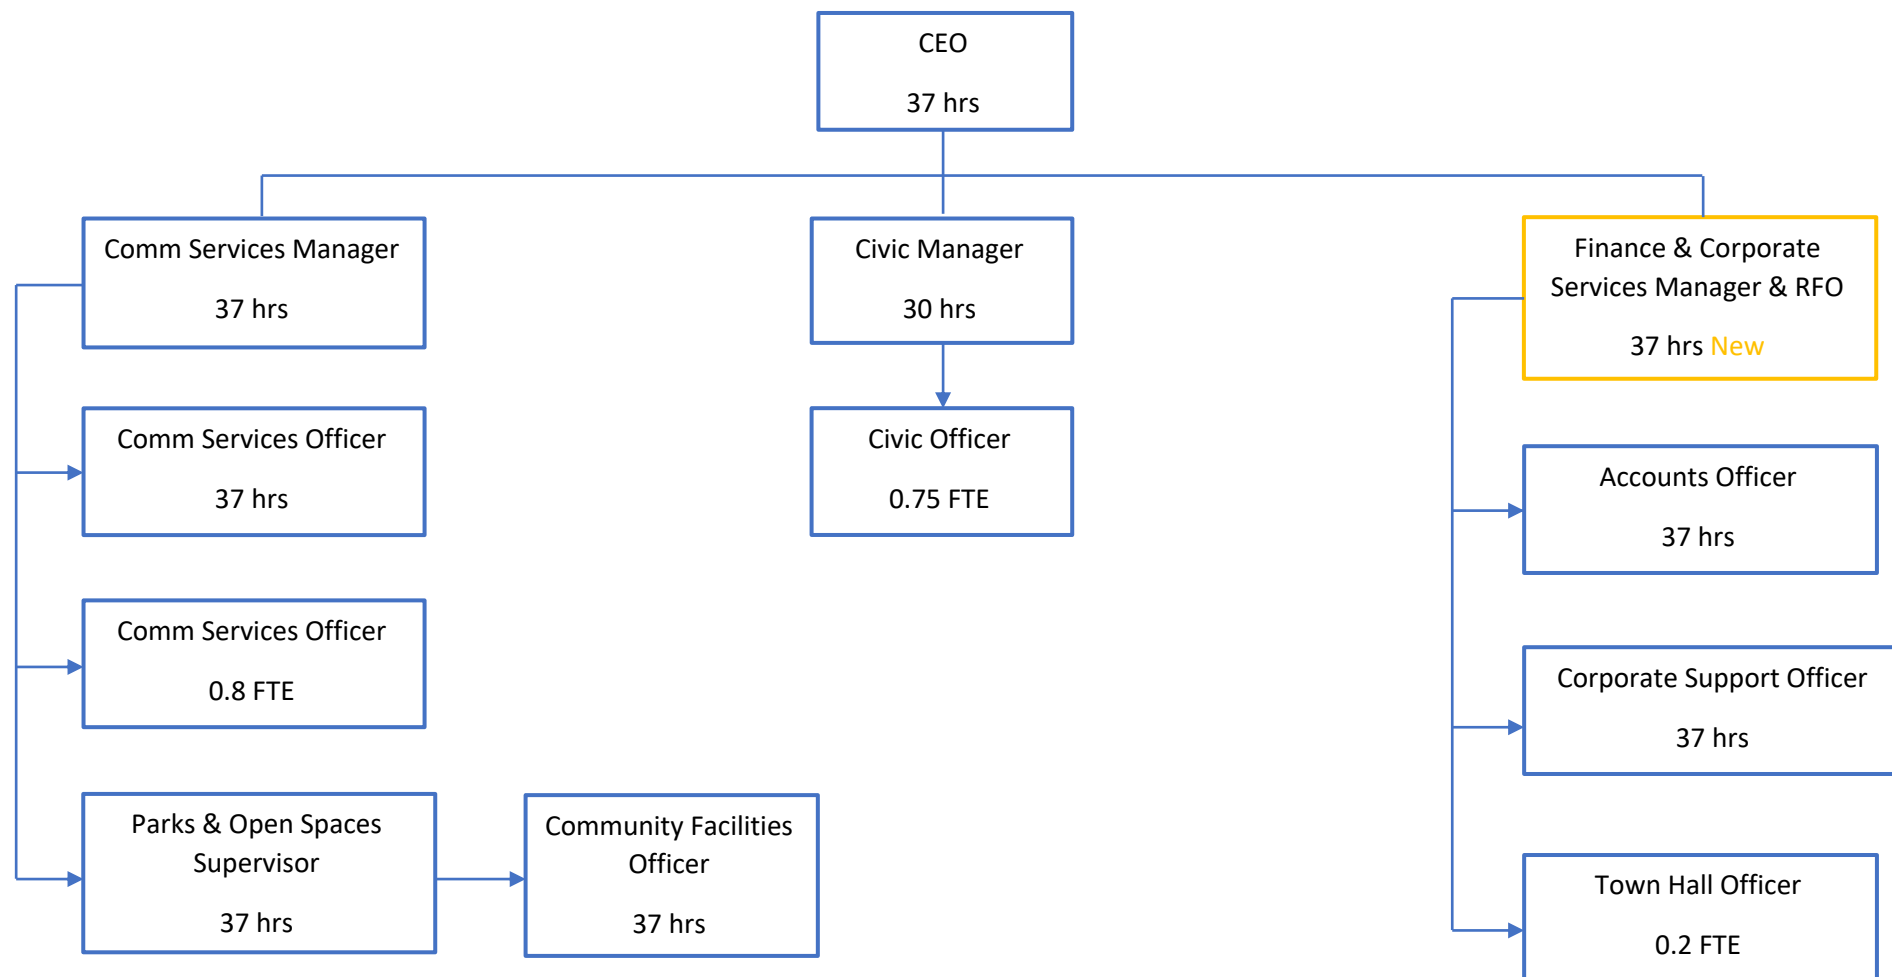 CEO
37 hrs
Comm Services Manager
37 hrs
Civic Manager
30 hrs
Finance & Corporate
Services Manager & RFO
37 hrs New
Comm Services Officer
37 hrs
Civic Officer
0.75 FTE
Accounts Officer
37 hrs
Comm Services Officer
0.8 FTE
Corporate Support Officer
37 hrs
Parks & Open Spaces
Supervisor
37 hrs
Community Facilities
Officer
37 hrs
Town Hall Officer
0.2 FTE